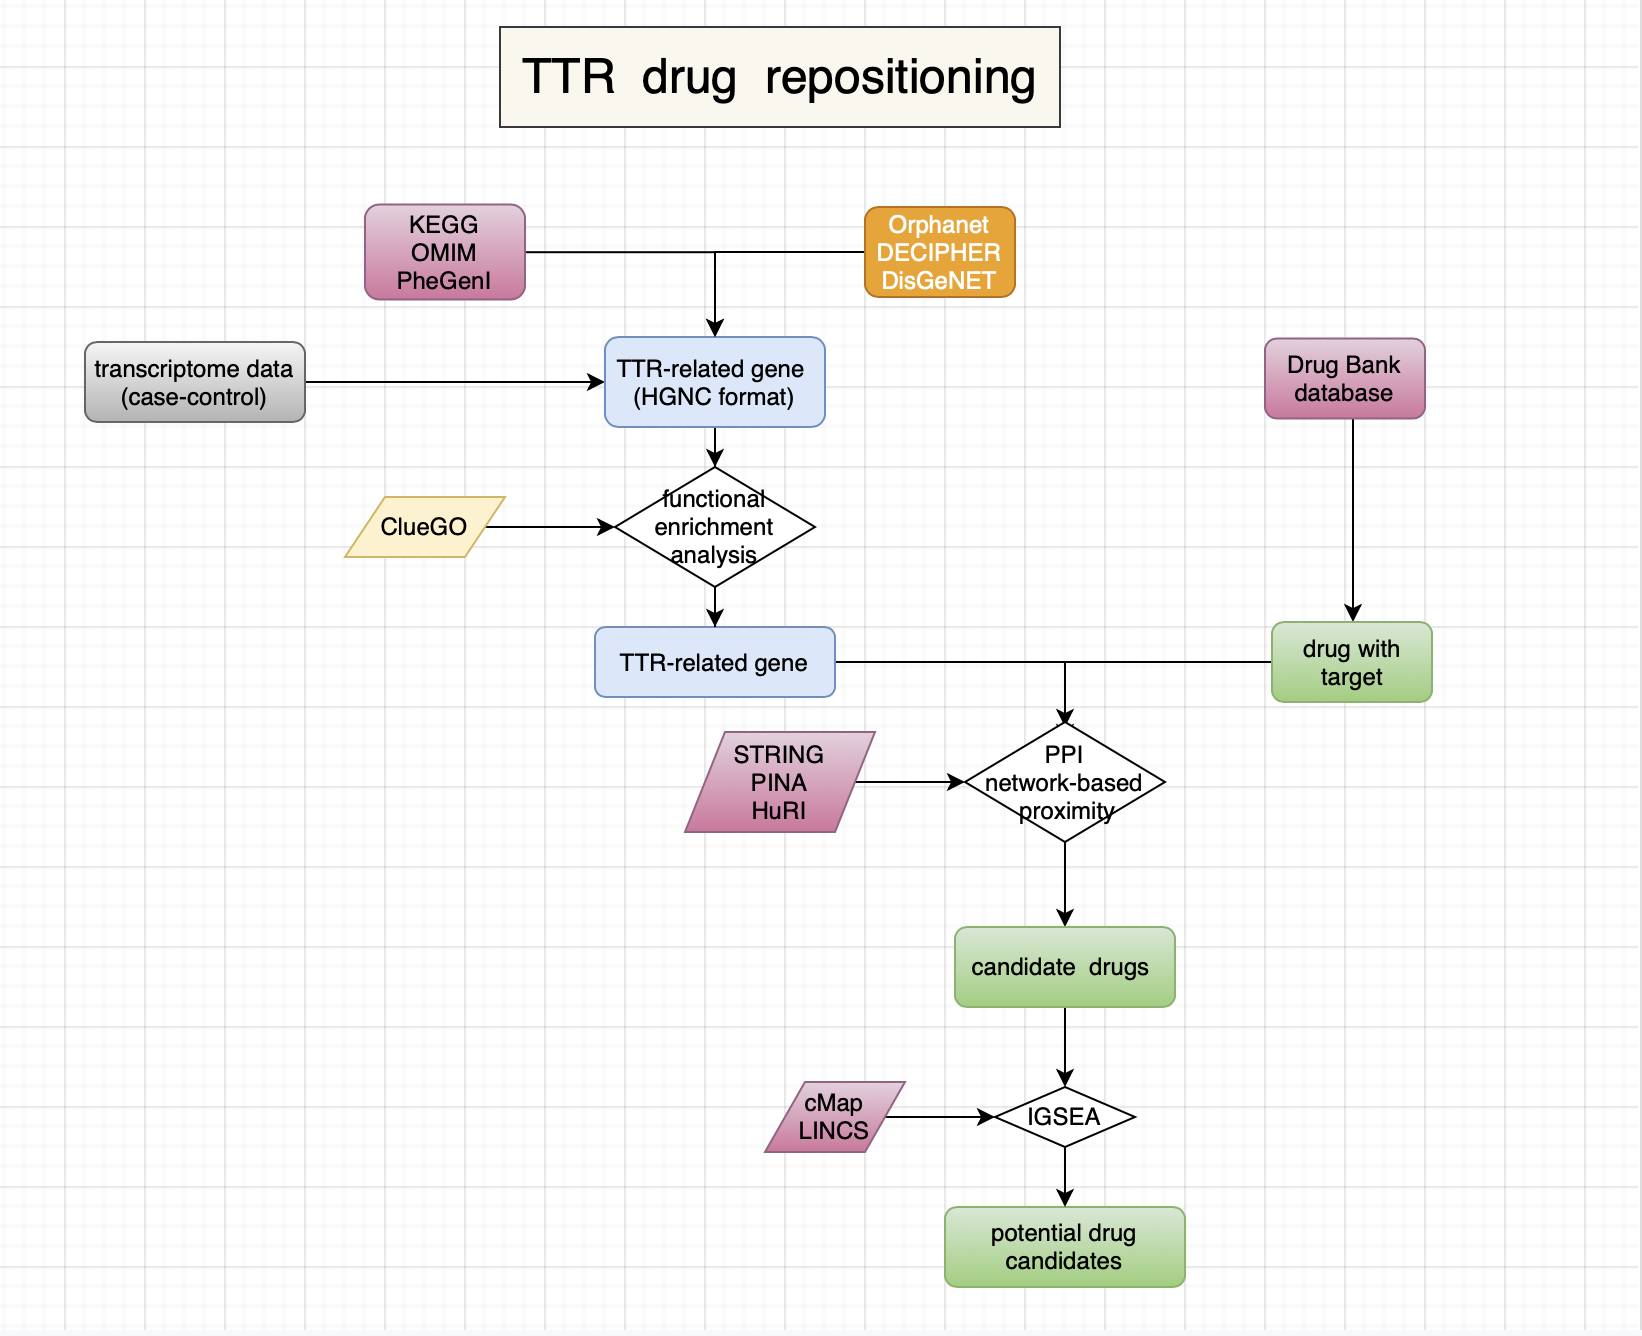 TTR drug repositioning
KEGG
OMIM
PheGenI
Orphanet
DECIPHER
DisGeNET
transcriptome data
(case-control)
TTR-related gene
(HGNC format)
Drug Bank
database
ClueGO
functional
enrichment
analysis
TTR-related gene
drug with
target
STRING
PINA
HuRI
PPI
network-based
proximity
candidate drugs
cMap
LINCS
IGSEA
potential drug
candidates